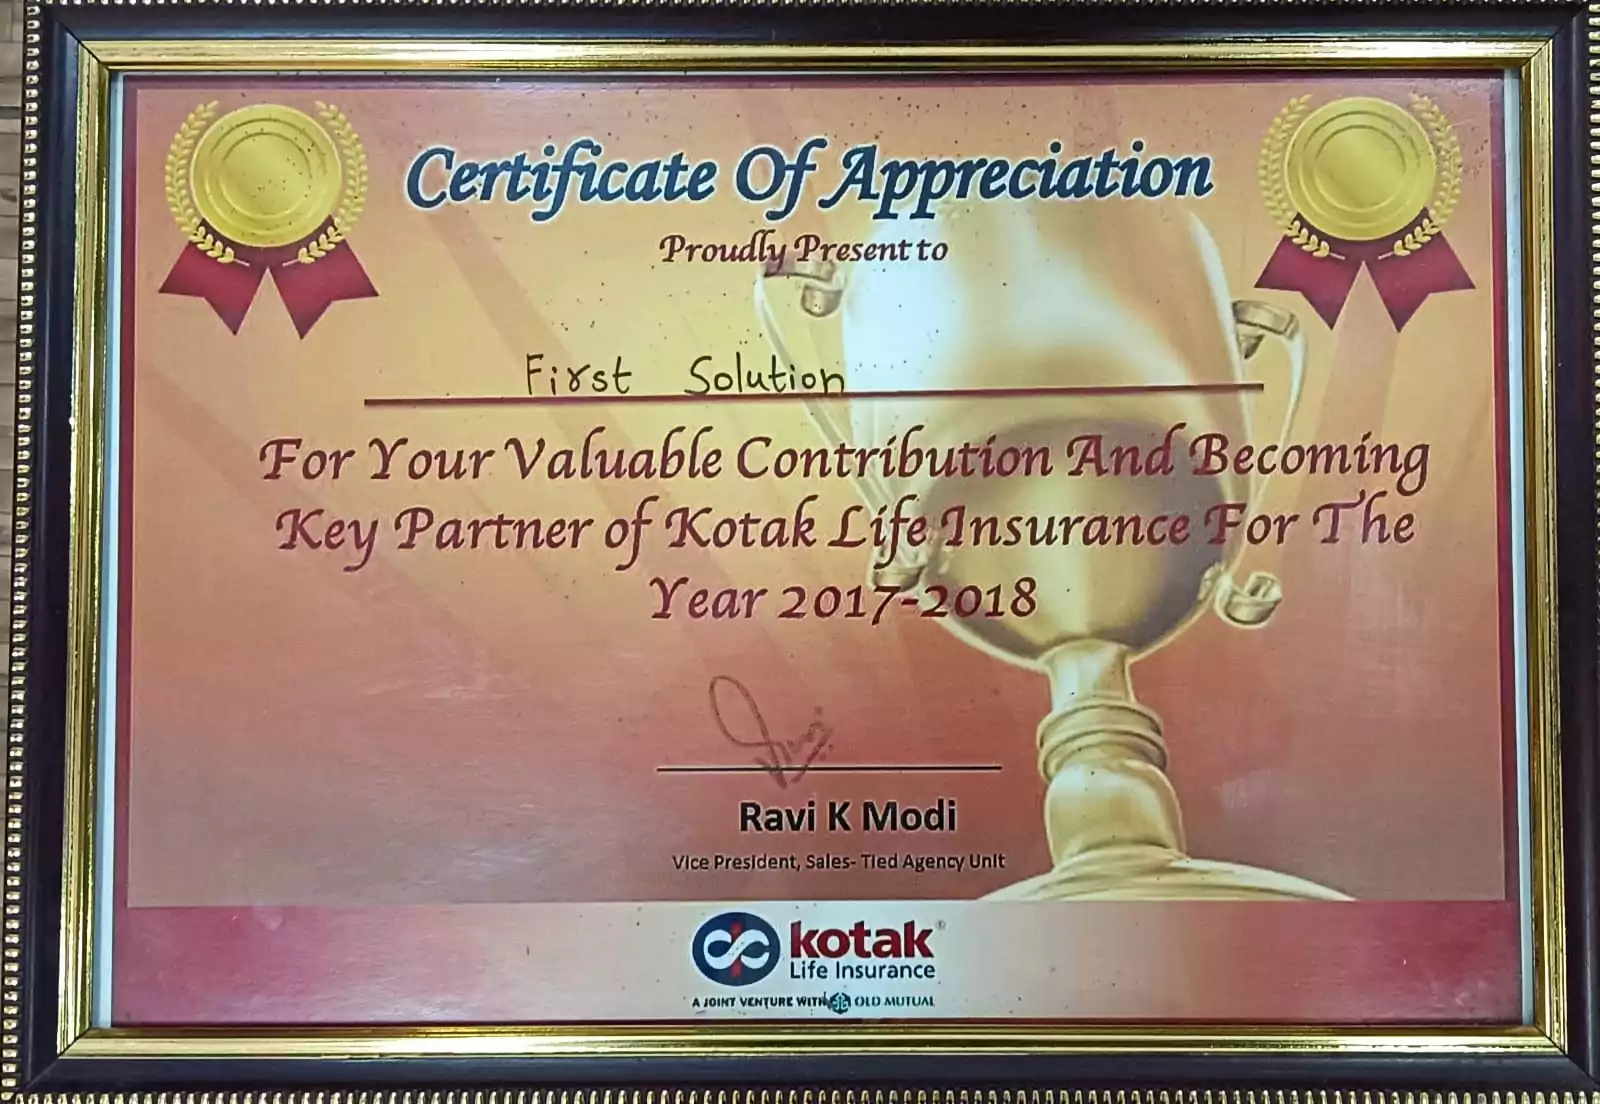 Certificate Of Appreciation
Proudly Present to
First Solution
For Your Valuable Contribution And Becoming
Key Partner of Kotak Life Insurance For The
Year 2017-2018
Ravi K Modi
Vice President, Sales- Tied Agency Unit
kotak®
Life Insurance
A JOINT VENTURE WITH OLD MUTUAL